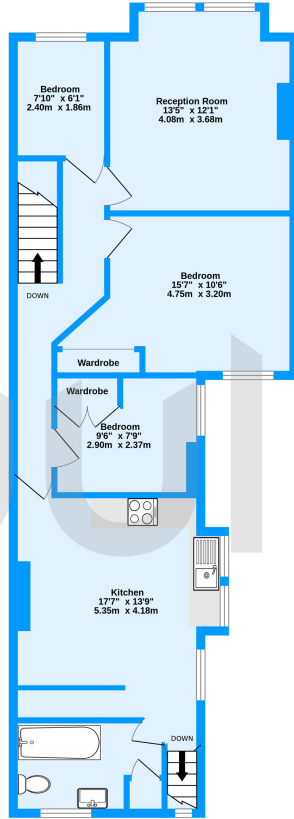 Bedroom
7'10" x 6'1"
2.40m x 1.86m
Reception Room
13'5" x 12'1"
4.08m x 3.68m
DOWN
Bedroom
15'7" x 10'6"
4.75m x 3.20m
Wardrobe
Wardrobe
Bedroom
9'6" x 7'9"
2.90m x 2.37m
Kitchen
17'7" x 13'9"
5.35m x 4.18m
DOWN